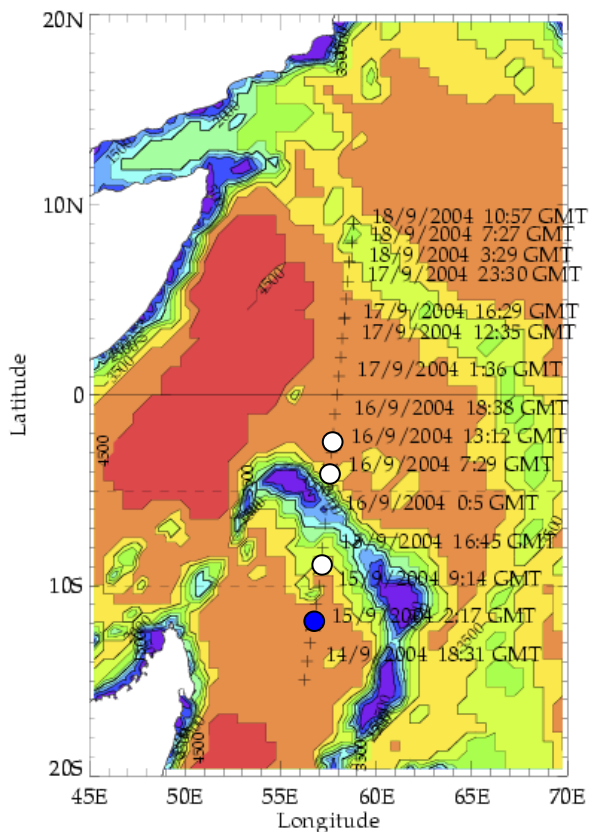 20N
10N
0
10S
20S
Latitude
45E 50E 55E 60E 65E 70E
Longitude
18/9/2004 10:57 GMT
18/9/2004 7:27 GMT
18/9/2004 3:29 GMT
17/9/2004 23:30 GMT
17/9/2004 16:29 GMT
17/9/2004 12:35 GMT
17/9/2004 1:36 GMT
16/9/2004 18:38 GMT
16/9/2004 13:12 GMT
16/9/2004 7:29 GMT
16/9/2004 0:5 GMT
15/9/2004 16:45 GMT
15/9/2004 9:14 GMT
15/9/2004 2:17 GMT
14/9/2004 18:31 GMT
3500
1500
4500
4500
3500
4500
3500